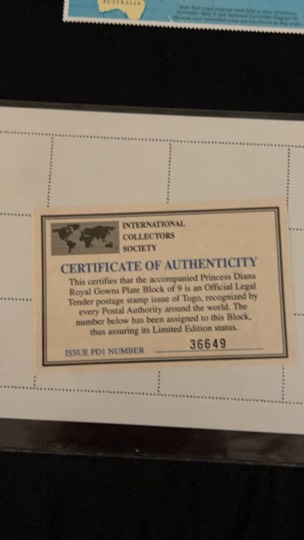 AUSTRALIA
INTERNATIONAL
COLLECTORS
SOCIETY
CERTIFICATE OF AUTHENTICITY
This certifies that the accompanied Princess Diana
Royal Gowns Plate Block of 9 is an Official Legal
Tender postage stamp issue of Togo, recognized by
every Postal Authority around the world. The
number below has been assigned to this Block,
thus assuring its Limited Edition status.
ISSUE PD1 NUMBER 36649